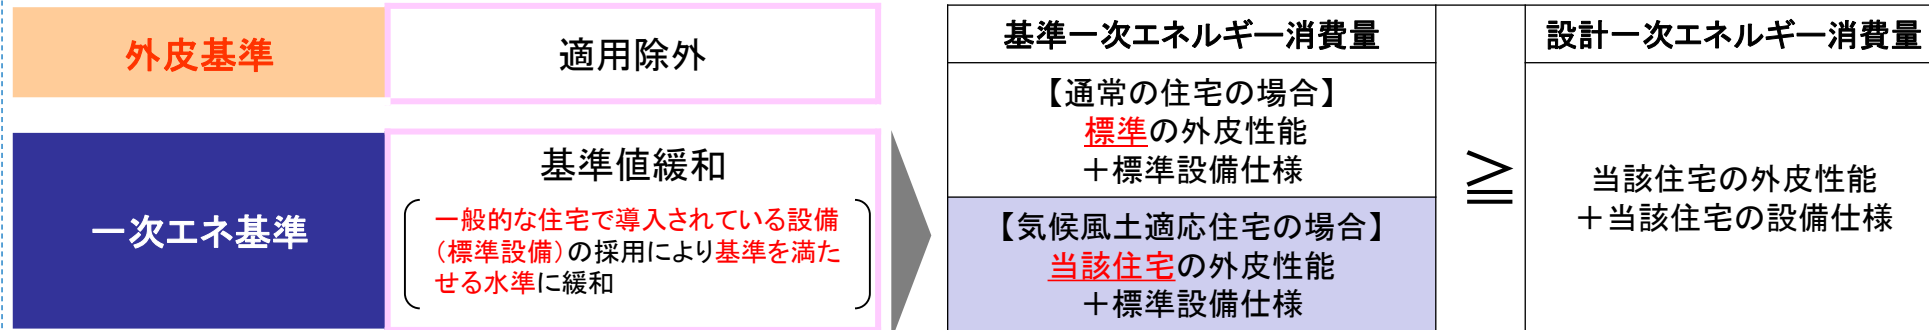 外皮基準
適用除外
一次エネ基準
基準値緩和
一般的な住宅で導入されている設備
（標準設備）の採用により基準を満た
せる水準に緩和
基準一次エネルギー消費量
【通常の住宅の場合】
標準の外皮性能
＋標準設備仕様
【気候風土適応住宅の場合】
当該住宅の外皮性能
＋標準設備仕様
≧
設計一次エネルギー消費量
当該住宅の外皮性能
＋当該住宅の設備仕様